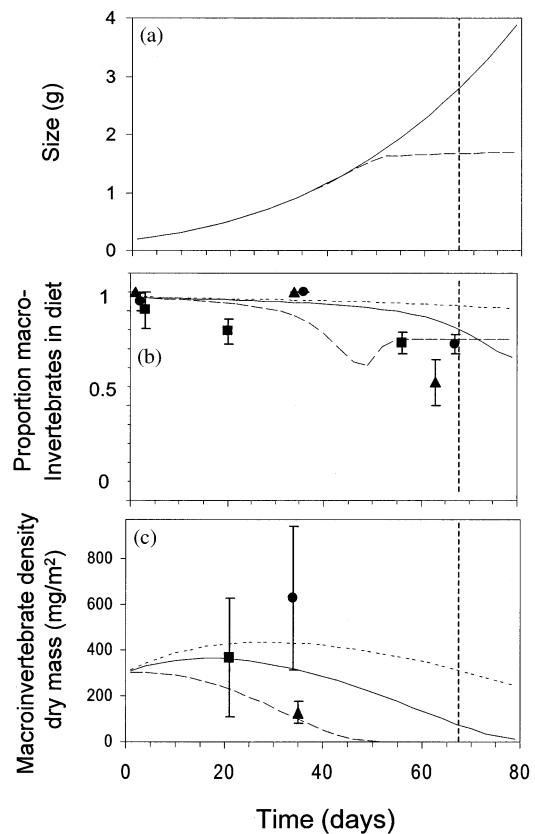 (a)
4
3
2
1
0
Size (g)
1
0.5
0
(b)
Proportion macro-
Invertebrates in diet
(c)
800
600
400
200
0
Macroinvertebrate density
dry mass (mg/m²)
0 20 40 60 80
Time (days)